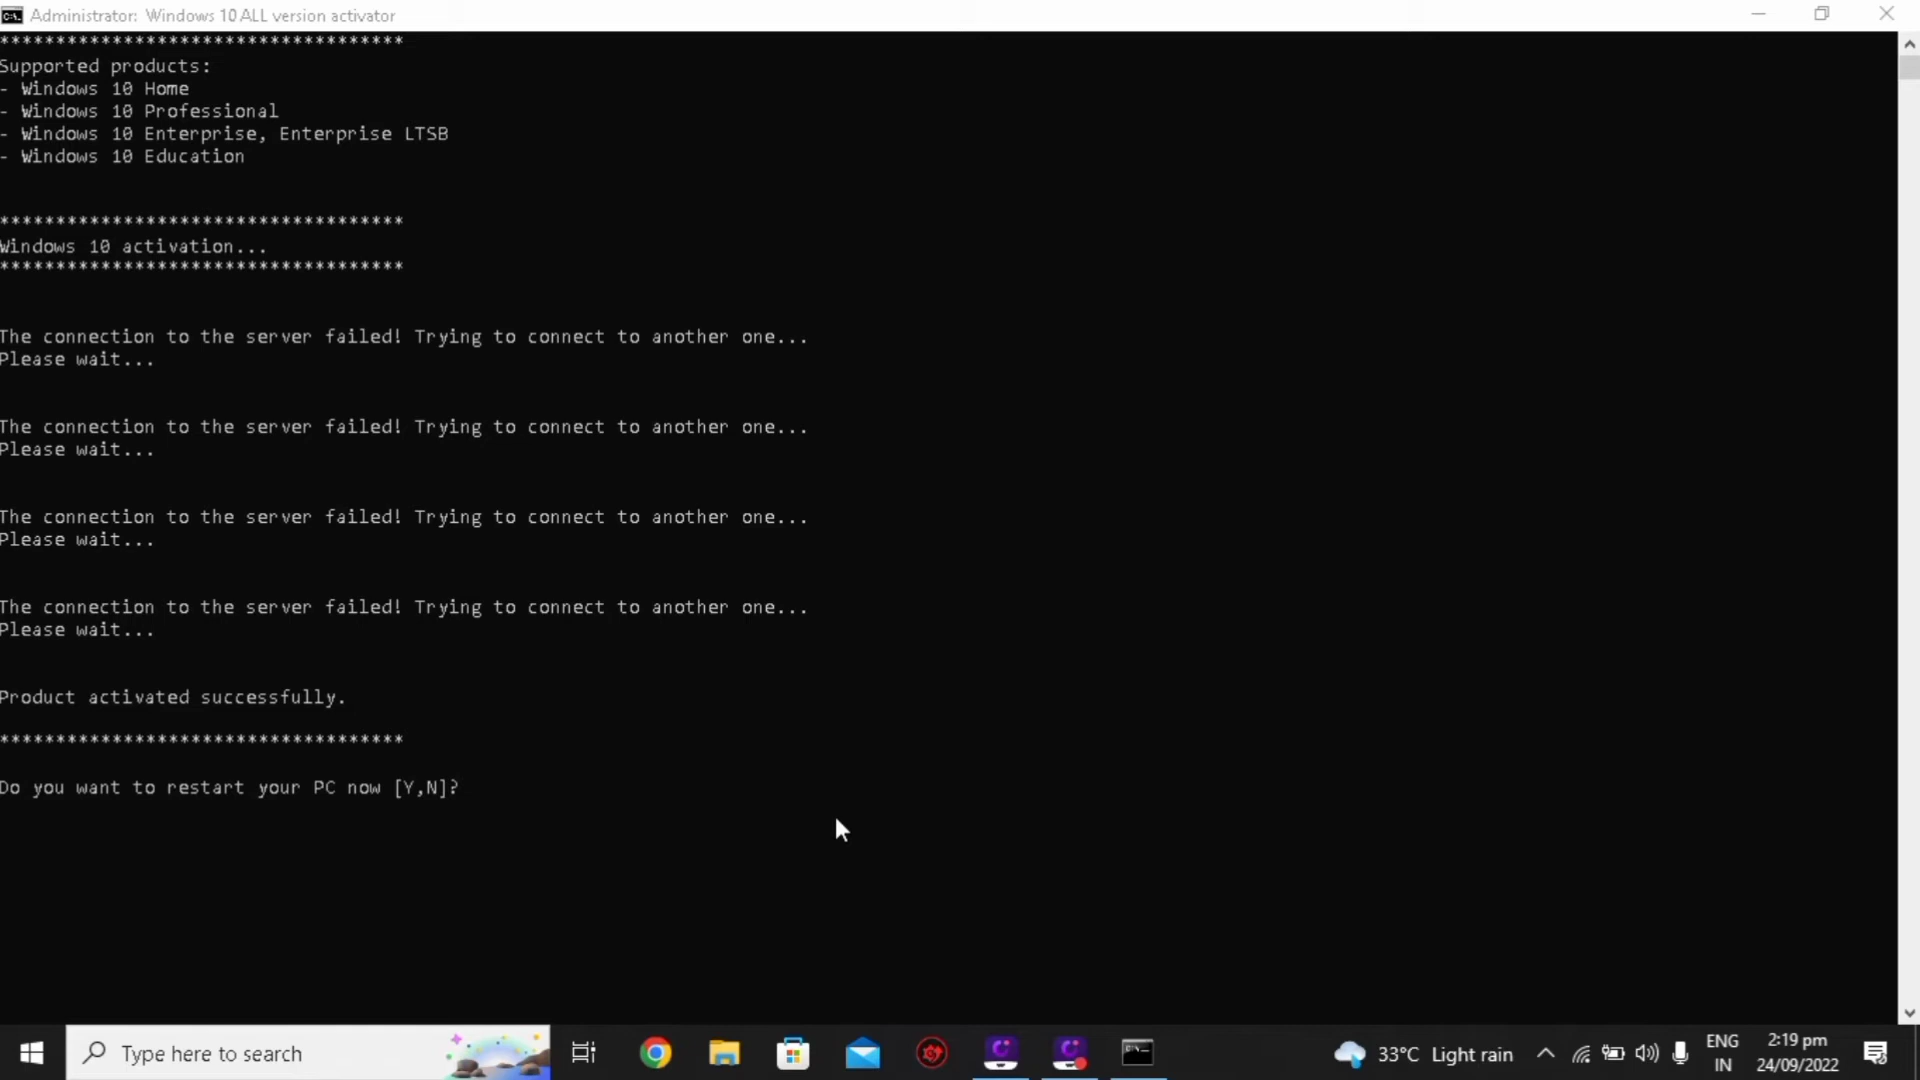 Administrator: Windows 10 ALL version activator
************************************
Supported products:
- Windows 10 Home
- Windows 10 Professional
- Windows 10 Enterprise, Enterprise LTSB
- Windows 10 Education
************************************
Windows 10 activation...
************************************
The connection to the server failed! Trying to connect to another one...
Please wait...
The connection to the server failed! Trying to connect to another one...
Please wait...
The connection to the server failed! Trying to connect to another one...
Please wait...
The connection to the server failed! Trying to connect to another one...
Please wait...
Product activated successfully.
************************************
Do you want to restart your PC now [Y,N]?
Type here to search
33°C Light rain
ENG
IN
2:19 pm
24/09/2022